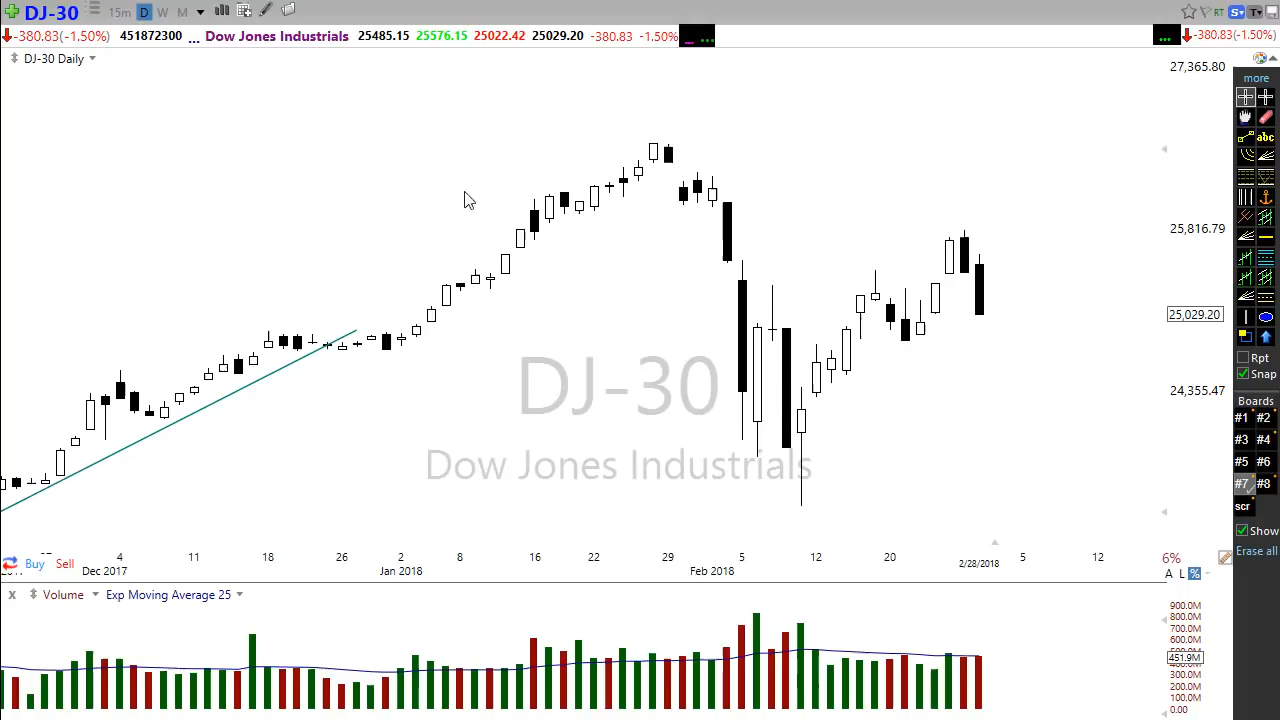 DJ-30 15m D W M RT S T
-380.83(-1.50%) 451872300 ... Dow Jones Industrials 25485.15 25576.15 25022.42 25029.20 -380.83 -1.50% ... ... -380.83(-1.50%)
DJ-30 Daily
27,365.80
25,816.79
25,029.20
24,355.47
DJ-30
Dow Jones Industrials
more
abc
Rpt
Snap
Boards
#1 #2
#3 #4
#5 #6
#7 #8
scr
Show
Erase all
4 11 18 26 2 8 16 22 29 5 12 20 2/28/2018 5 12
Dec 2017 Jan 2018 Feb 2018
Buy Sell
6%
A L %
X Volume Exp Moving Average 25
900.0M
800.0M
700.0M
600.0M
451.9M
300.0M
200.0M
100.0M
0.00